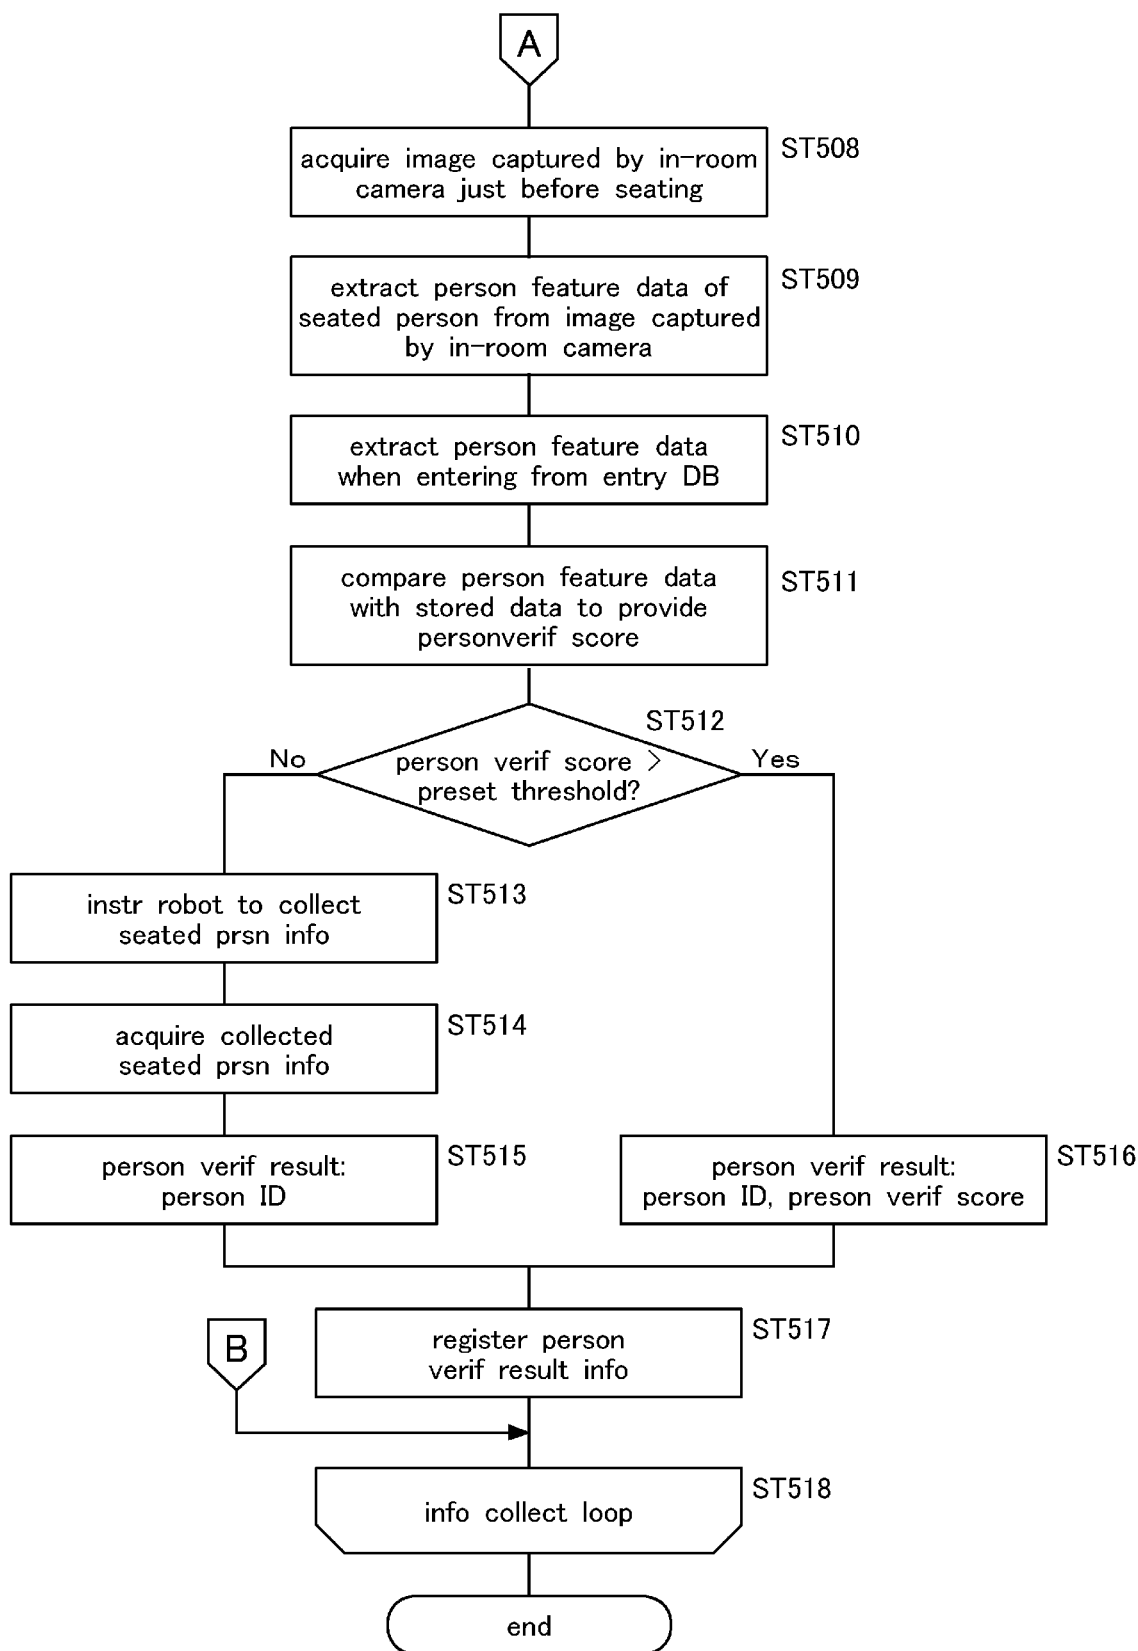 A
acquire image captured by in-room
camera just before seating
ST508
extract person feature data of
seated person from image captured
by in-room camera
ST509
extract person feature data
when entering from entry DB
ST510
compare person feature data
with stored data to provide
personverif score
ST511
ST512
person verif score >
preset threshold?
No
Yes
instr robot to collect
seated prsn info
ST513
acquire collected
seated prsn info
ST514
person verif result:
person ID
ST515
person verif result:
person ID, preson verif score
ST516
register person
verif result info
ST517
B
info collect loop
ST518
end